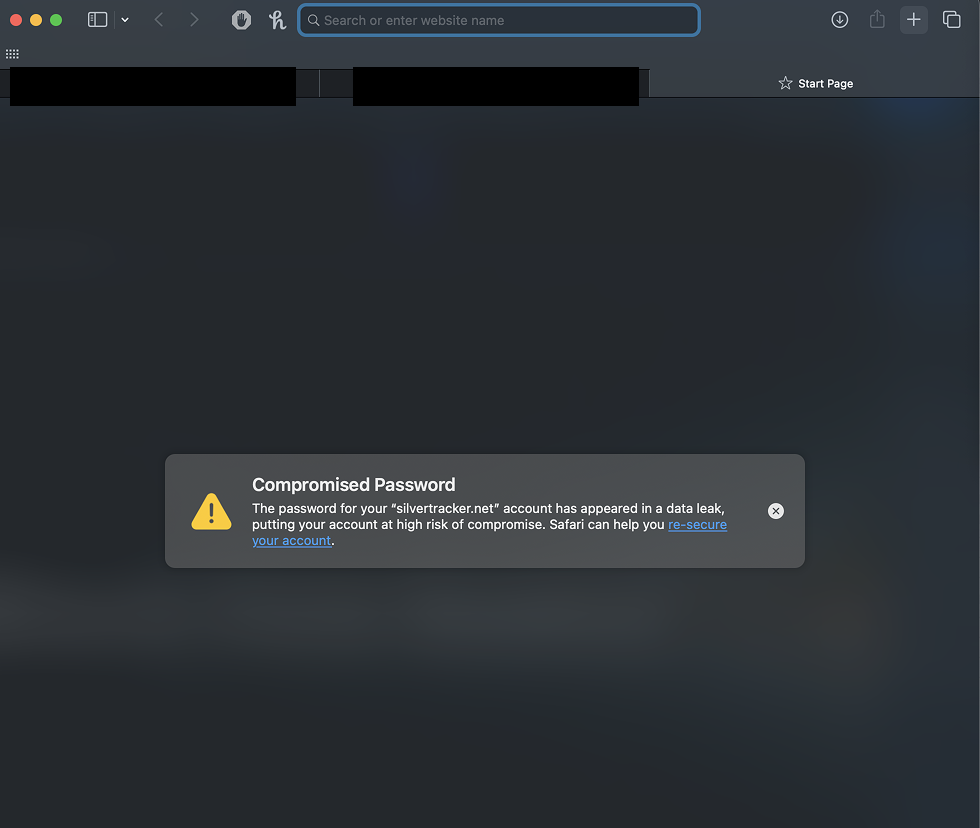 Search or enter website name
Start Page
Compromised Password
The password for your “silvertracker.net” account has appeared in a data leak,
putting your account at high risk of compromise. Safari can help you re-secure
your account.